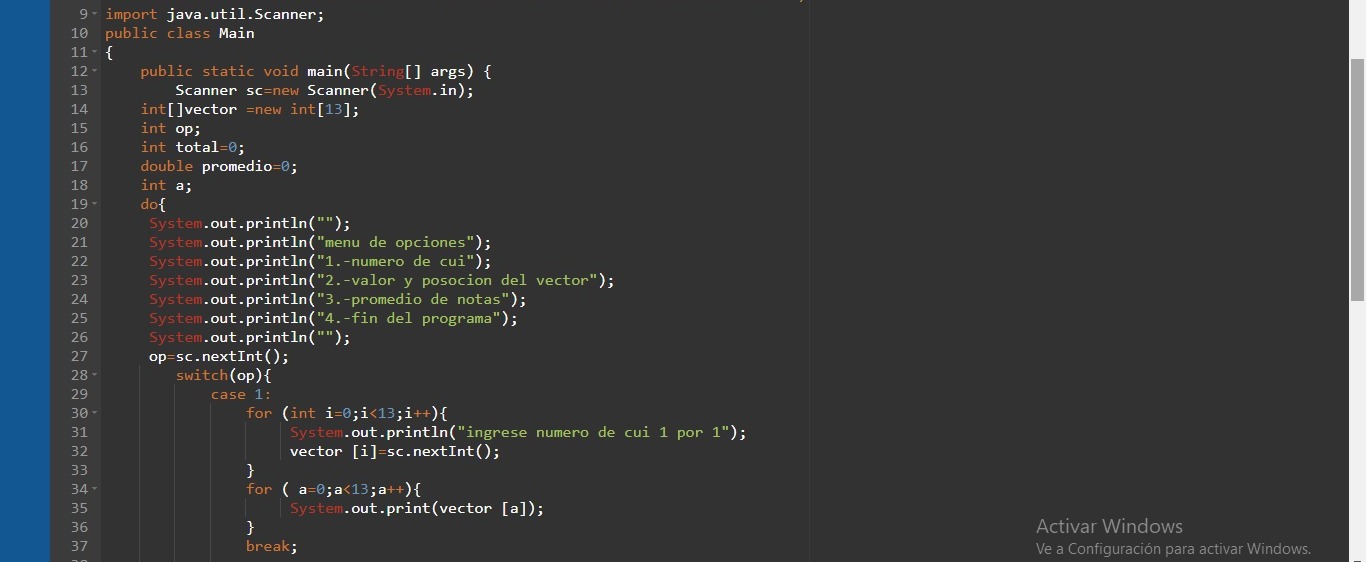 9 import java.util.Scanner;
10 public class Main
11 {
12 public static void main(String[] args) {
13 Scanner sc=new Scanner(System.in);
14 int[]vector =new int[13];
15 int op;
16 int total=0;
17 double promedio=0;
18 int a;
19 do{
20 System.out.println("");
21 System.out.println("menu de opciones");
22 System.out.println("1.-numero de cui");
23 System.out.println("2.-valor y posocion del vector");
24 System.out.println("3.-promedio de notas");
25 System.out.println("4.-fin del programa");
26 System.out.println("");
27 op=sc.nextInt();
28 switch(op){
29 case 1:
30 for (int i=0;i<13;i++){
31 System.out.println("ingrese numero de cui 1 por 1");
32 vector [i]=sc.nextInt();
33 }
34 for ( a=0;a<13;a++){
35 System.out.print(vector [a]);
36 }
37 break;
Activar Windows
Ve a Configuración para activar Windows.